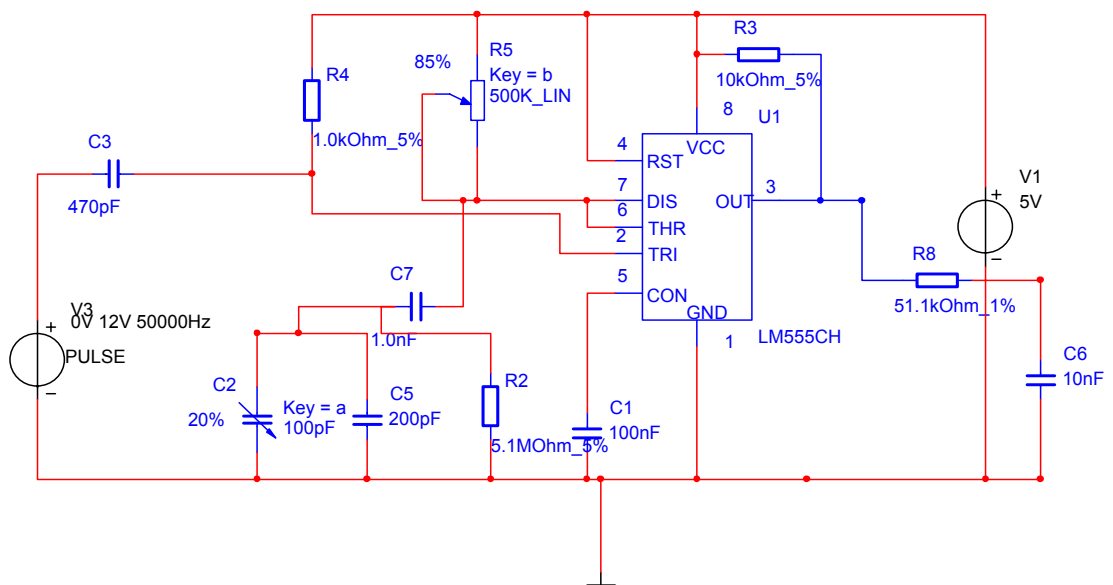 R3
10kOhm_5%
R5
85%
Key = b
500K_LIN
R4
1.0kOhm_5%
8
U1
C3
470pF
4
VCC
RST
7
DIS
3
OUT
6
THR
2
TRI
5
CON
GND
1
LM555CH
V1
5V
+
−
R8
51.1kOhm_1%
C7
1.0nF
V3
0V 12V 50000Hz
+
PULSE
−
C2
20%
Key = a
100pF
C5
200pF
R2
5.1MOhm_5%
C1
100nF
C6
10nF